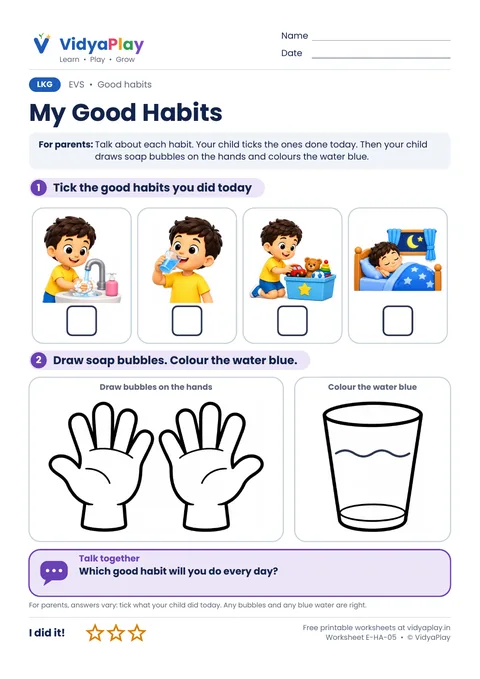 VidyaPlay
Learn • Play • Grow
Name
Date
LKG EVS • Good habits
My Good Habits
For parents: Talk about each habit. Your child ticks the ones done today. Then your child
draws soap bubbles on the hands and colours the water blue.
1 Tick the good habits you did today
2 Draw soap bubbles. Colour the water blue.
Draw bubbles on the hands
Colour the water blue
Talk together
Which good habit will you do every day?
For parents, answers vary: tick what your child did today. Any bubbles and any blue water are right.
I did it!
Free printable worksheets at vidyaplay.in
Worksheet E-HA-05 • © VidyaPlay